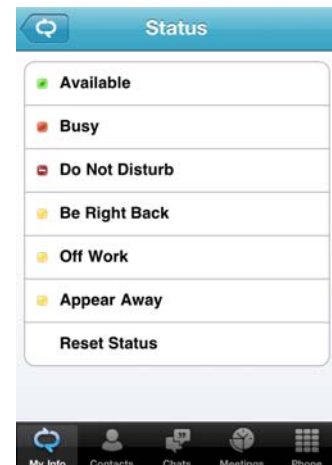 Status
Available
Busy
Do Not Disturb
Be Right Back
Off Work
Appear Away
Reset Status
My Info Contacts Chats Meetings Phone